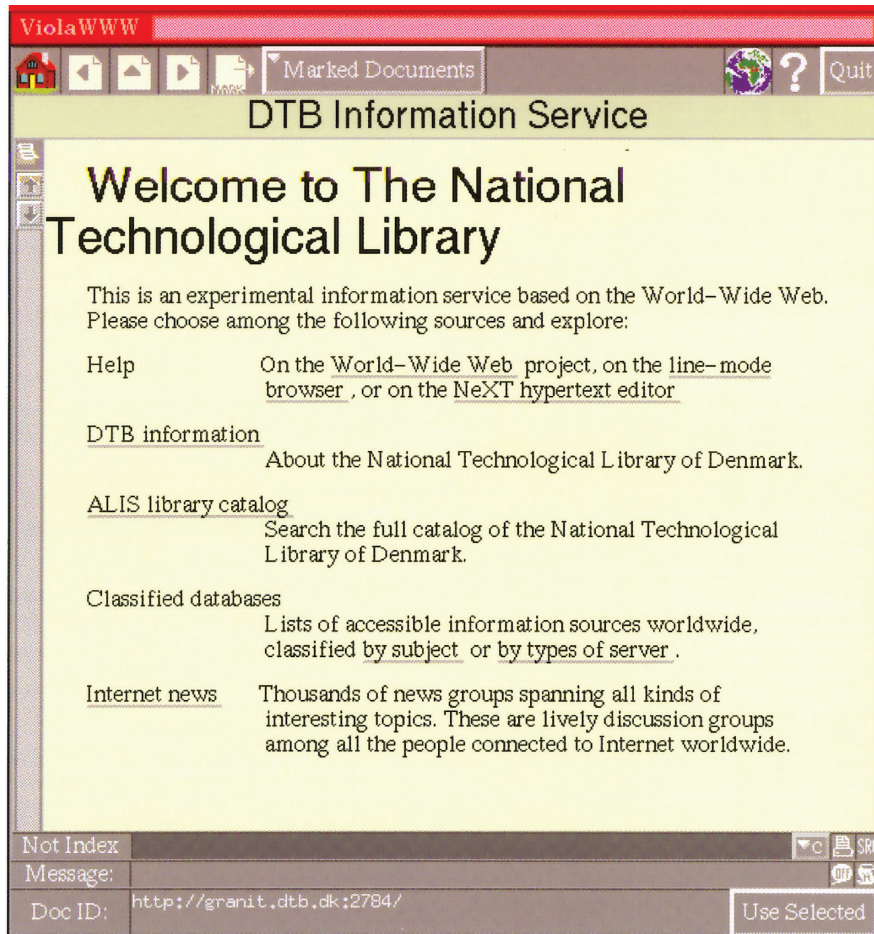 ViolaWWW
MARK
Marked Documents
?
Quit
DTB Information Service
Welcome to The National
Technological Library
This is an experimental information service based on the World-Wide Web.
Please choose among the following sources and explore:
Help On the World-Wide Web project, on the line-mode
browser , or on the NeXT hypertext editor
DTB information
About the National Technological Library of Denmark.
ALIS library catalog
Search the full catalog of the National Technological
Library of Denmark.
Classified databases
Lists of accessible information sources worldwide,
classified by subject or by types of server .
Internet news Thousands of news groups spanning all kinds of
interesting topics. These are lively discussion groups
among all the people connected to Internet worldwide.
Not Index
C
Message:
OFF
Doc ID: http://granit.dtb.dk:2784/
Use Selected